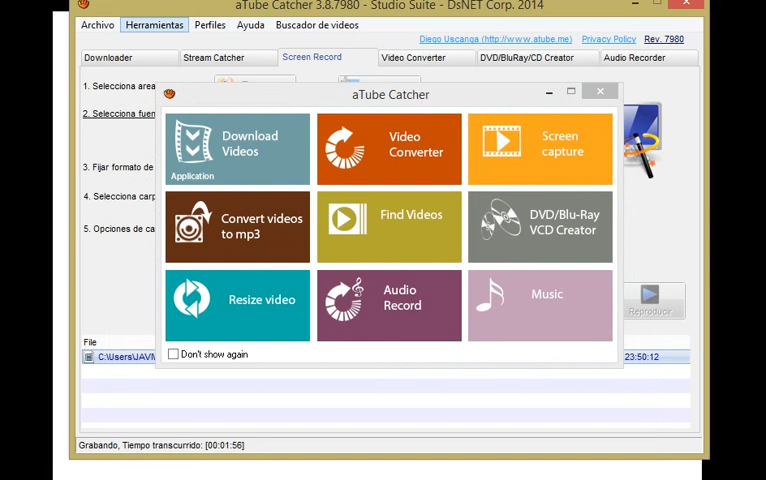 aTube Catcher 3.8.7980 - Studio Suite - DsNET Corp. 2014
Archivo Herramientas Perfiles Ayuda Buscador de videos
Diego Uscanga (http://www.atube.me) Privacy Policy Rev. 7980
Downloader Stream Catcher Screen Record Video Converter DVD/BluRay/CD Creator Audio Recorder
1. Selecciona area
aTube Catcher
2. Selecciona
3. Fijar formato de
4. Selecciona
5. Opciones de
Download
Videos
Application
Video
Converter
Screen
capture
Convert videos
to mp3
Find Videos
DVD/Blu-Ray
VCD Creator
Resize video
Audio
Record
Music
Reproducir
File
Don't show again
C:\Users\JAVN 23:50:12
Grabando, Tiempo transcurrido: [00:01:56]